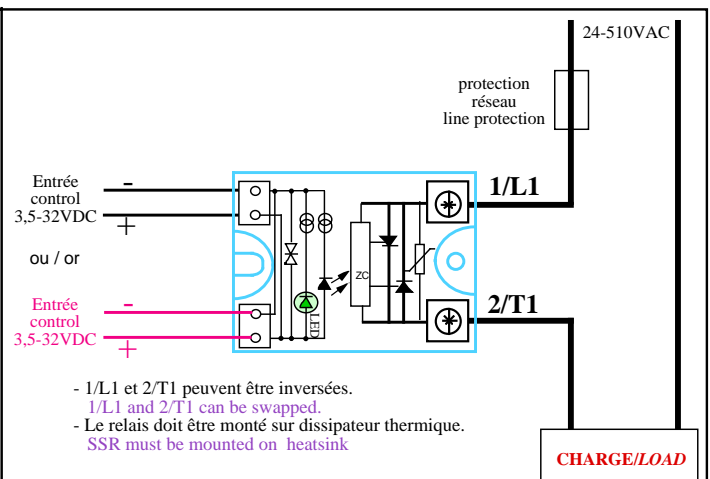 24-510VAC
protection
réseau
line protection
1/L1
Entrée
control
3,5-32VDC
-
+
ou / or
ZC
LED
Entrée
control
3,5-32VDC
-
+
2/T1
- 1/L1 et 2/T1 peuvent être inversées.
1/L1 and 2/T1 can be swapped.
- Le relais doit être monté sur dissipateur thermique.
SSR must be mounted on heatsink
CHARGE/LOAD